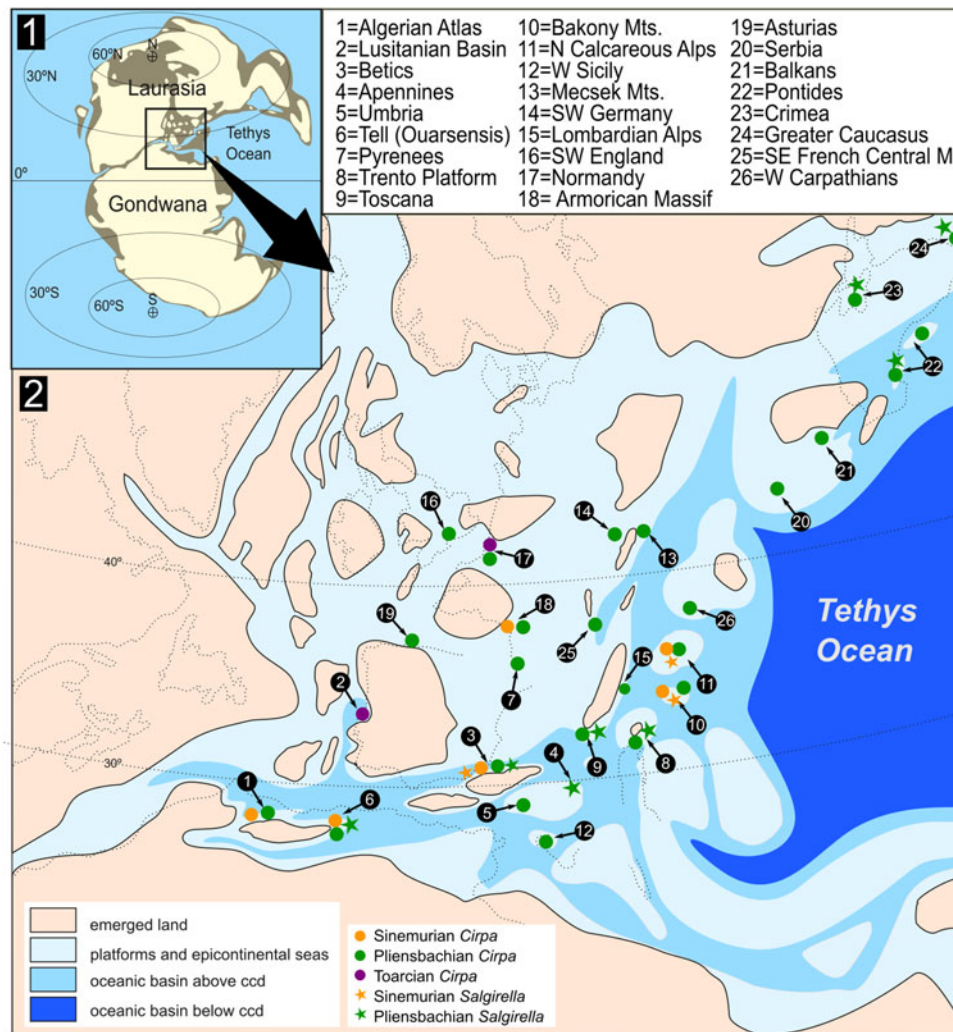 1
N
60ºN
30ºN
Laurasia
Tethys
Ocean
0º
Gondwana
30ºS
S
60ºS
1=Algerian Atlas
2=Lusitanian Basin
3=Betics
4=Apennines
5=Umbria
6=Tell (Ouarsensis)
7=Pyrenees
8=Trento Platform
9=Toscana
10=Bakony Mts.
11=N Calcareous Alps
12=W Sicily
13=Mecsek Mts.
14=SW Germany
15=Lombardian Alps
16=SW England
17=Normandy
18= Armorican Massif
19=Asturias
20=Serbia
21=Balkans
22=Pontides
23=Crimea
24=Greater Caucasus
25=SE French Central M
26=W Carpathians
2
24
23
22
21
20
16
14
13
17
40º
18
19
26
25
15
11
7
2
10
3
4
9
8
30º
1
6
5
12
Tethys
Ocean
emerged land
platforms and epicontinental seas
oceanic basin above ccd
oceanic basin below ccd
Sinemurian Cirpa
Pliensbachian Cirpa
Toarcian Cirpa
Sinemurian Salgirella
Pliensbachian Salgirella